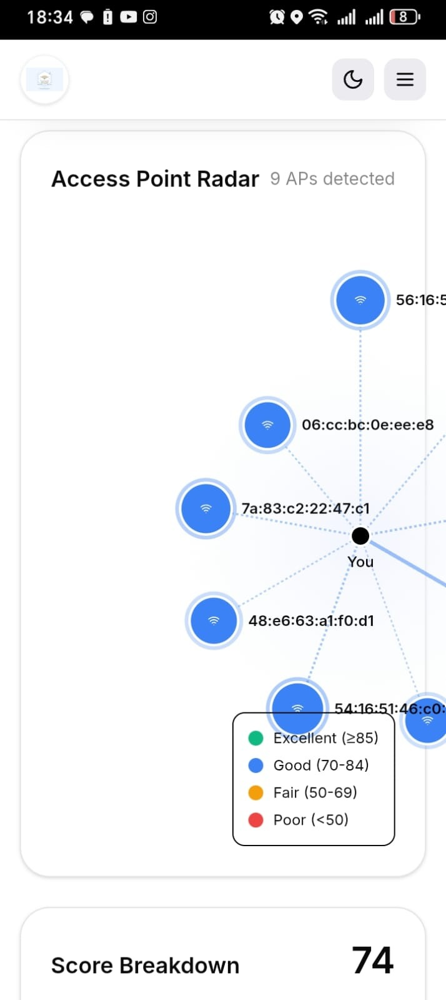 18:34
8
Access Point Radar 9 APs detected
56:16:5
06:cc:bc:0e:ee:e8
7a:83:c2:22:47:c1
You
48:e6:63:a1:f0:d1
54:16:51:46:c0:
Excellent (≥85)
Good (70-84)
Fair (50-69)
Poor (<50)
Score Breakdown 74